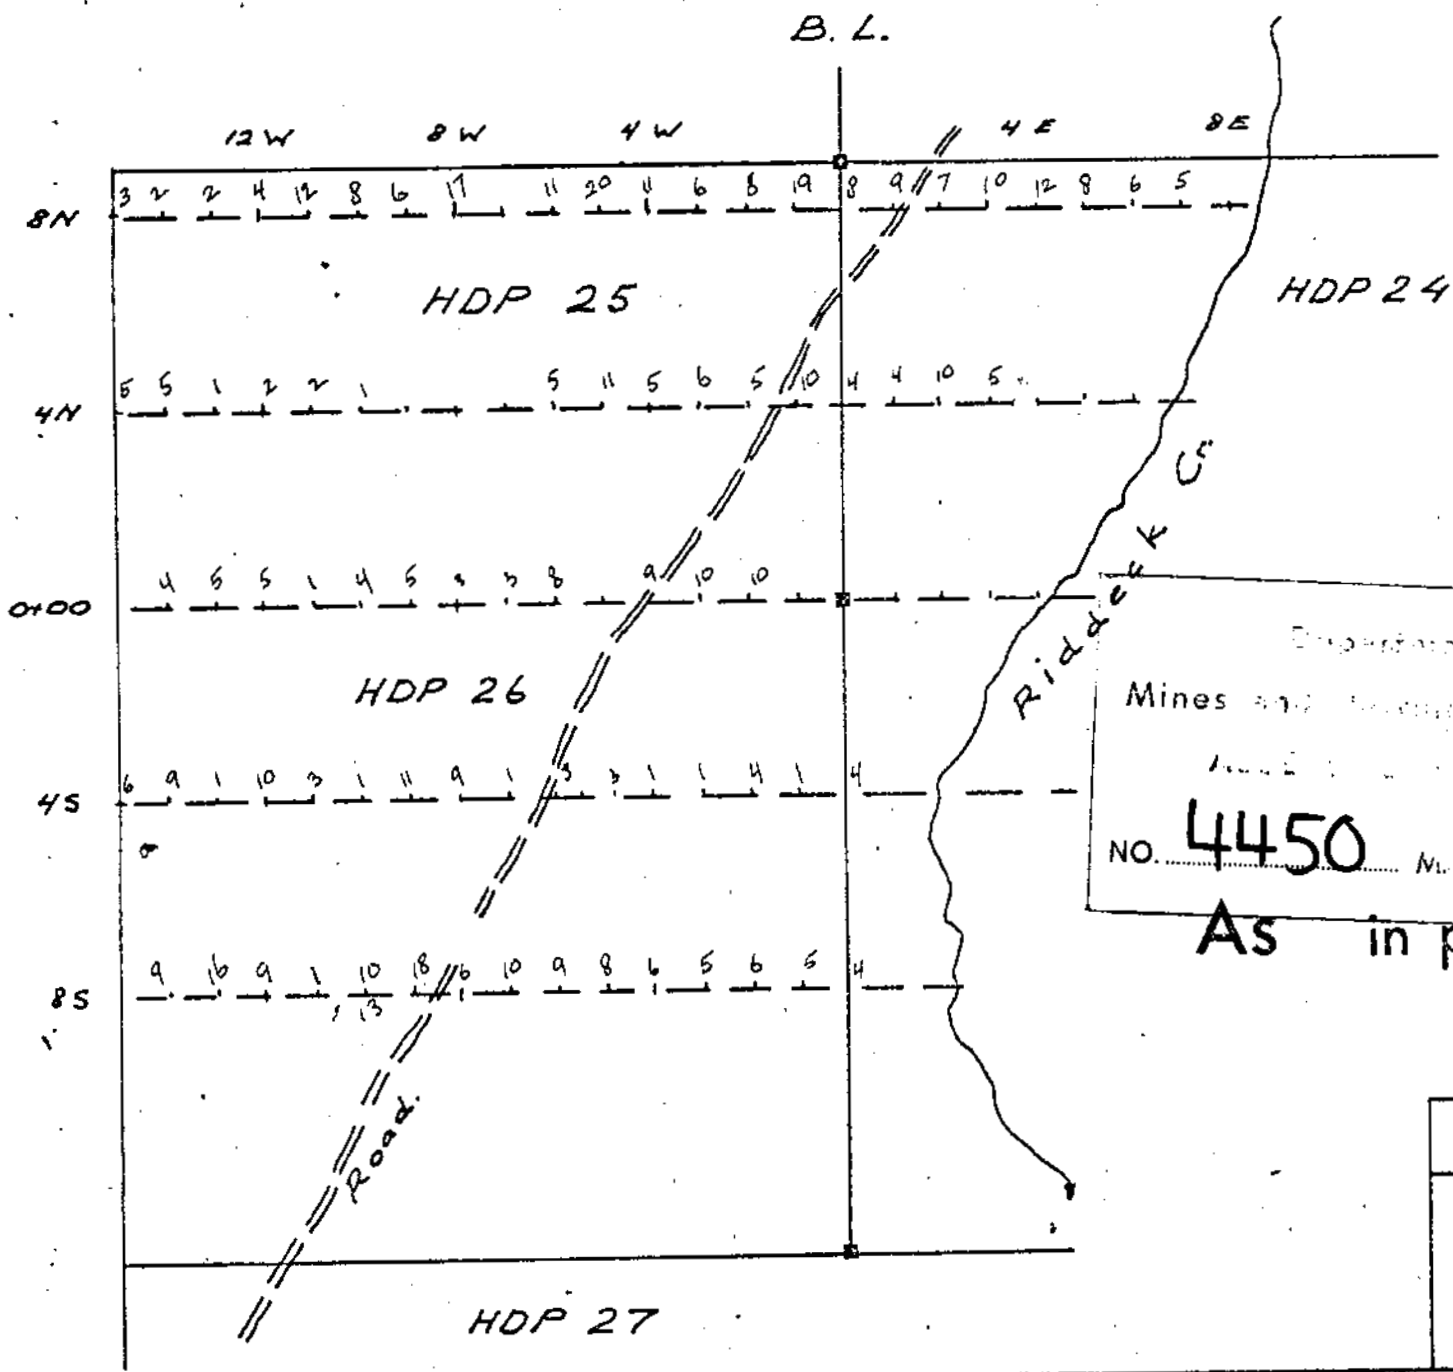 B. L.
12 W 8 W 4 W 4 E 8 E
8N 3 2 2 4 12 8 6 17 11 20 11 6 8 19 8 9 7 10 12 8 6 5
HDP 25 HDP 24
4N 5 5 1 2 2 1 5 11 5 6 5 10 4 4 10 5
0+00 4 5 5 1 4 5 3 3 8 9 10 10
HDP 26
Mines
4S 6 9 1 10 3 1 11 9 1 3 3 1 1 4 1 4
NO. 4450
As in
8S 9 16 9 1 10 18 6 10 9 8 6 5 6 5 4
13
Road.
HDP 27